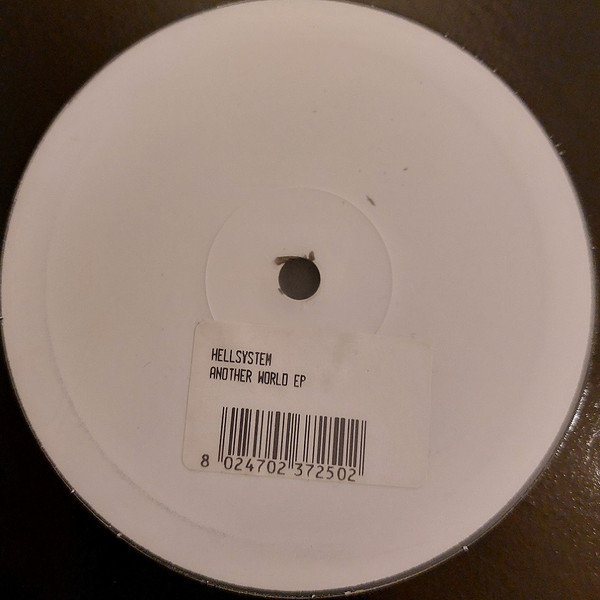 HELLSYSTEM
ANOTHER WORLD EP
8 024702 372502